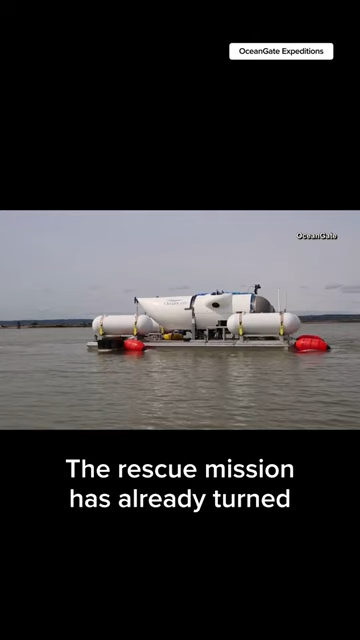 OceanGate Expeditions
OceanGate
The rescue mission
has already turned